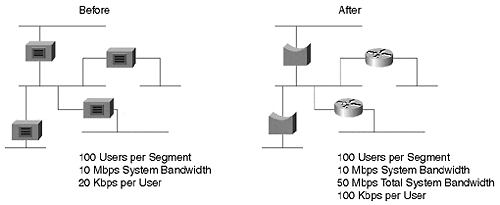 Before
After
100 Users per Segment
10 Mbps System Bandwidth
20 Kbps per User
100 Users per Segment
10 Mbps System Bandwidth
50 Mbps Total System Bandwidth
100 Kbps per User